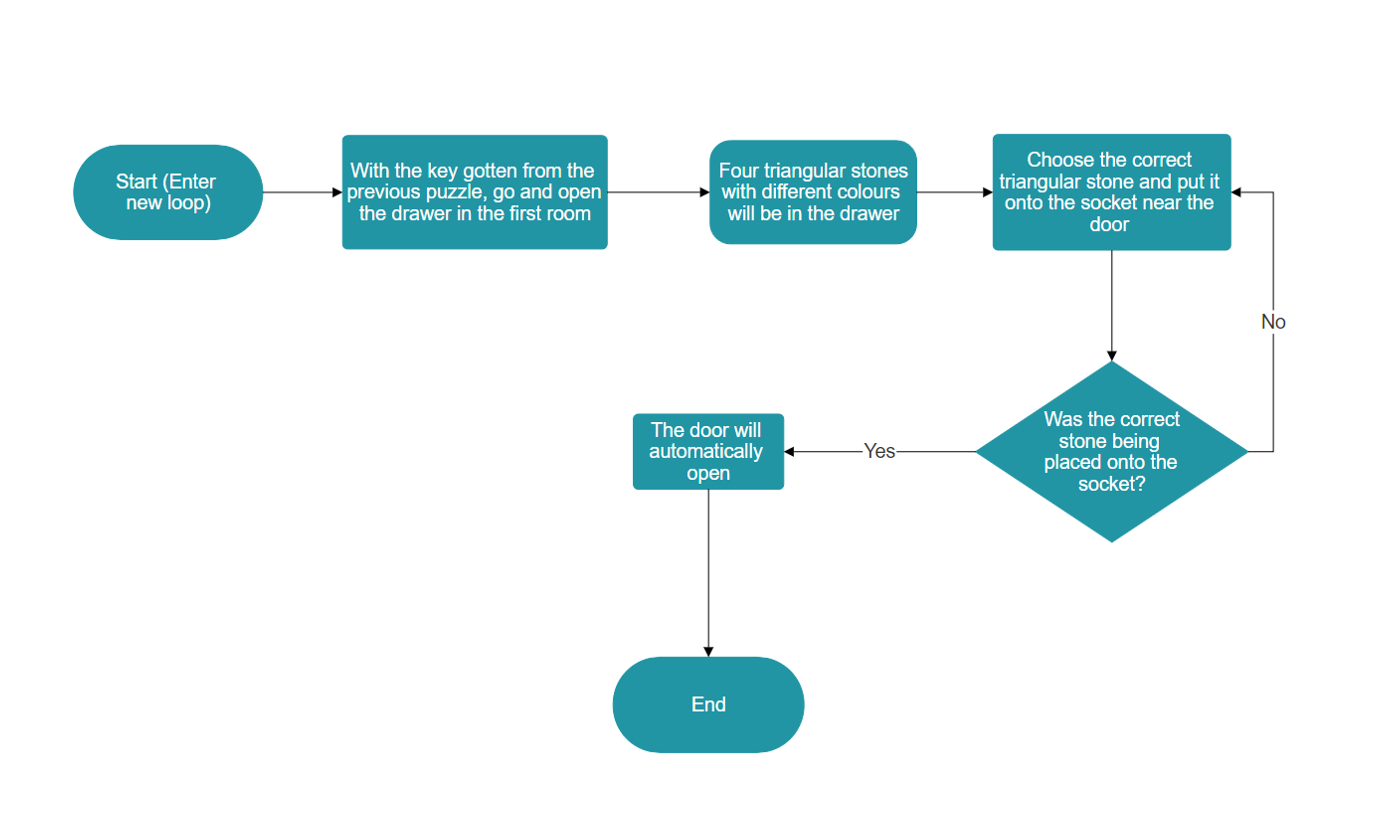 Start (Enter
new loop)
With the key gotten from the
previous puzzle, go and open
the drawer in the first room
Four triangular stones
with different colours
will be in the drawer
Choose the correct
triangular stone and put it
onto the socket near the
door
No
Was the correct
stone being
placed onto the
socket?
Yes
The door will
automatically
open
End